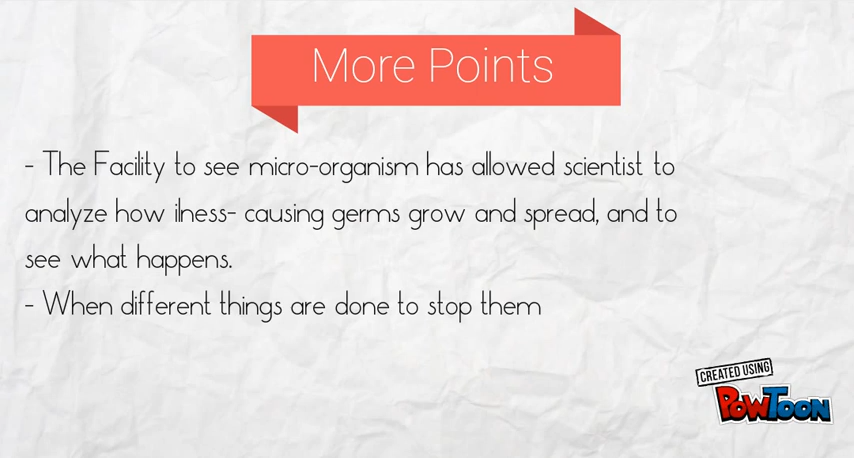 More Points
- The Facility to see micro-organism has allowed scientist to
analyze how ilness- causing germs grow and spread, and to
see what happens.
- When different things are done to stop them
CREATED USING
POWTOON